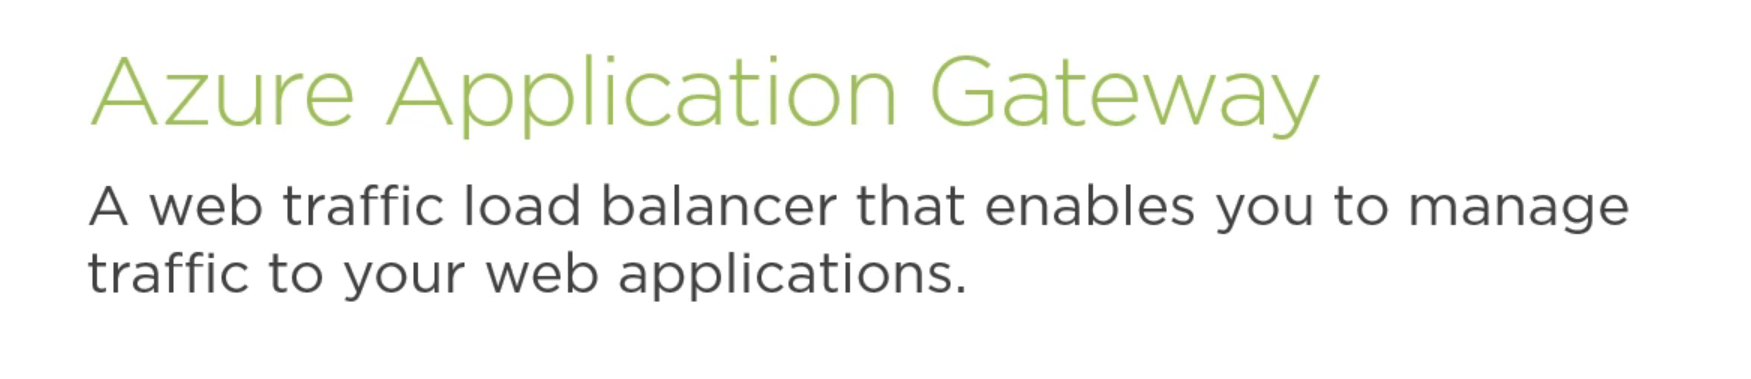 Azure Application Gateway
A web traffic load balancer that enables you to manage
traffic to your web applications.